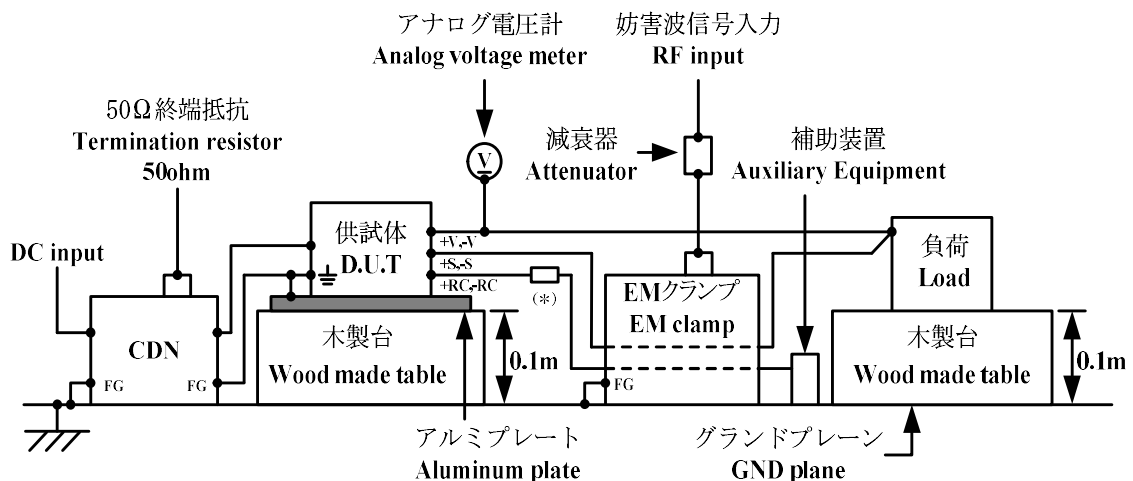 アナログ電圧計
Analog voltage meter
妨害波信号入力
RF input
50Ω終端抵抗
Termination resistor
50ohm
減衰器
Attenuator
補助装置
Auxiliary Equipment
V
DC input
供試体
D.U.T
+V,-V
+S,-S
+RC,-RC
(*)
負荷
Load
EMクランプ
EM clamp
CDN
FG
FG
木製台
Wood made table
0.1m
FG
木製台
Wood made table
0.1m
アルミプレート
Aluminum plate
グランドプレーン
GND plane